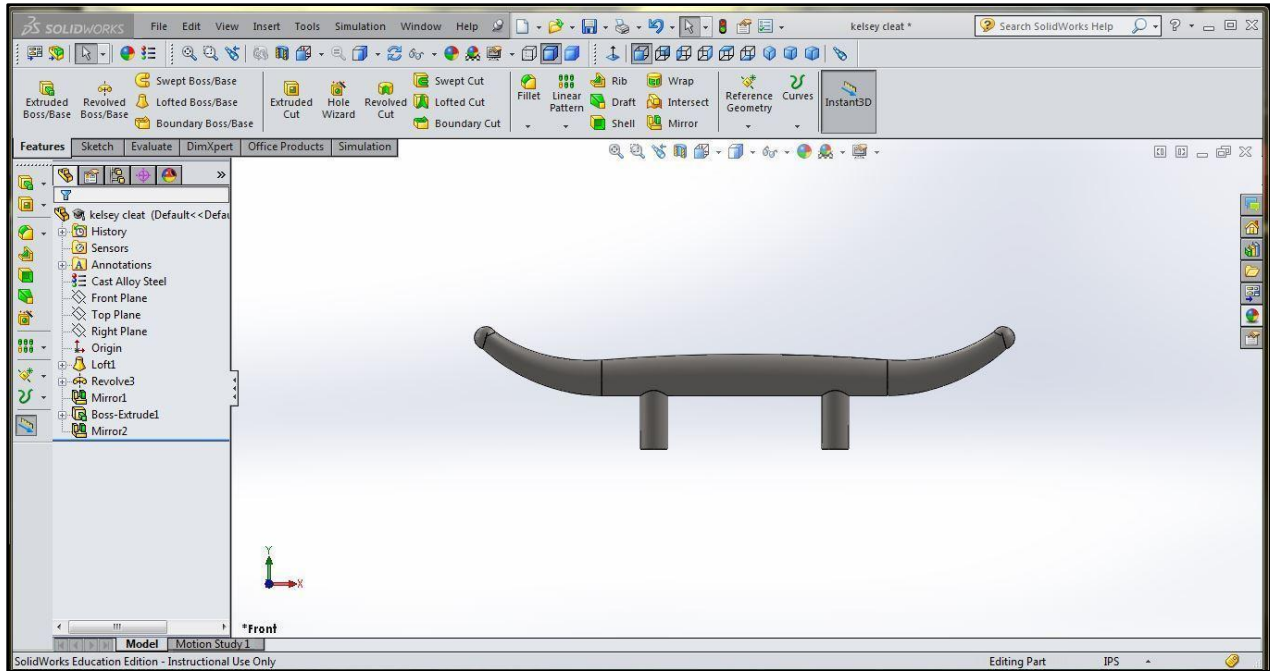 SOLIDWORKS File Edit View Insert Tools Simulation Window Help kelsey cleat * Search SolidWorks Help
Extruded Boss/Base
Revolved Boss/Base
Swept Boss/Base
Lofted Boss/Base
Boundary Boss/Base
Extruded Cut
Hole Wizard
Revolved Cut
Swept Cut
Lofted Cut
Boundary Cut
Fillet
Linear Pattern
Rib
Draft
Shell
Wrap
Intersect
Mirror
Reference Geometry
Curves
Instant3D
Features Sketch Evaluate DimXpert Office Products Simulation
kelsey cleat (Default<<Defau
History
Sensors
A Annotations
Cast Alloy Steel
Front Plane
Top Plane
Right Plane
Origin
Loft1
Revolve3
Mirror1
Boss-Extrude1
Mirror2
Y
X
*Front
Model Motion Study 1
SolidWorks Education Edition - Instructional Use Only Editing Part IPS